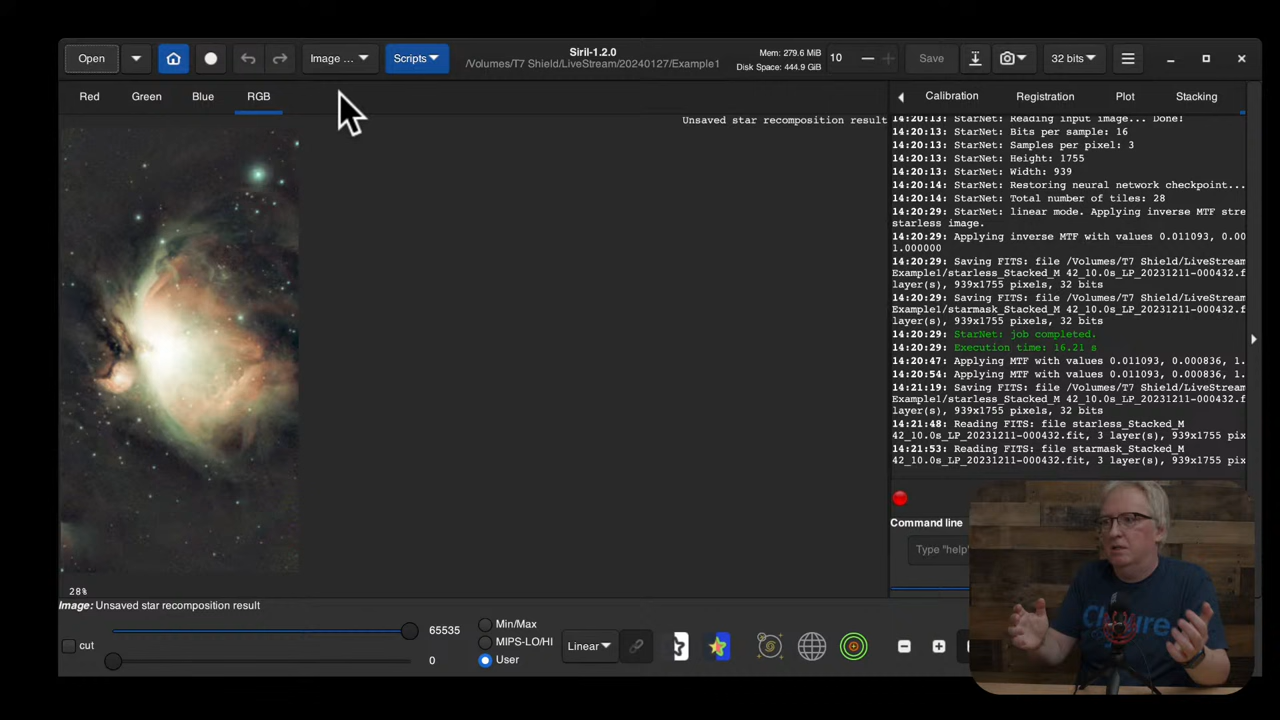 Open
Image ...
Scripts
Siril-1.2.0
/Volumes/T7 Shield/LiveStream/20240127/Example1
Mem: 279.6 MiB
Disk Space: 444.9 GiB
10
Save
32 bits
Red
Green
Blue
RGB
Calibration
Registration
Plot
Stacking
Unsaved star recomposition result
14:20:13: StarNet: Reading input image... Done!
14:20:13: StarNet: Bits per sample: 16
14:20:13: StarNet: Samples per pixel: 3
14:20:13: StarNet: Height: 1755
14:20:13: StarNet: Width: 939
14:20:14: StarNet: Restoring neural network checkpoint...
14:20:14: StarNet: Total number of tiles: 28
14:20:29: StarNet: linear mode. Applying inverse MTF stre
starless image.
14:20:29: Applying inverse MTF with values 0.011093, 0.00
1.000000
14:20:29: Saving FITS: file /Volumes/T7 Shield/LiveStream
Example1/starless_Stacked_M 42_10.0s_LP_20231211-000432.f
layer(s), 939x1755 pixels, 32 bits
14:20:29: Saving FITS: file /Volumes/T7 Shield/LiveStream
Example1/starmask_Stacked_M 42_10.0s_LP_20231211-000432.f
layer(s), 939x1755 pixels, 32 bits
14:20:29: StarNet: job completed.
14:20:29: Execution time: 16.21 s
14:20:47: Applying MTF with values 0.011093, 0.000836, 1.
14:20:54: Applying MTF with values 0.011093, 0.000836, 1.
14:21:19: Saving FITS: file /Volumes/T7 Shield/LiveStream
Example1/starless_Stacked_M 42_10.0s_LP_20231211-000432.f
layer(s), 939x1755 pixels, 32 bits
14:21:48: Reading FITS: file starless_Stacked_M
42_10.0s_LP_20231211-000432.fit, 3 layer(s), 939x1755 pix
14:21:53: Reading FITS: file starmask_Stacked_M
42_10.0s_LP_20231211-000432.fit, 3 layer(s), 939x1755 pix
Command line
Type "help"
28%
Image: Unsaved star recomposition result
cut
65535
0
Min/Max
MIPS-LO/HI
User
Linear